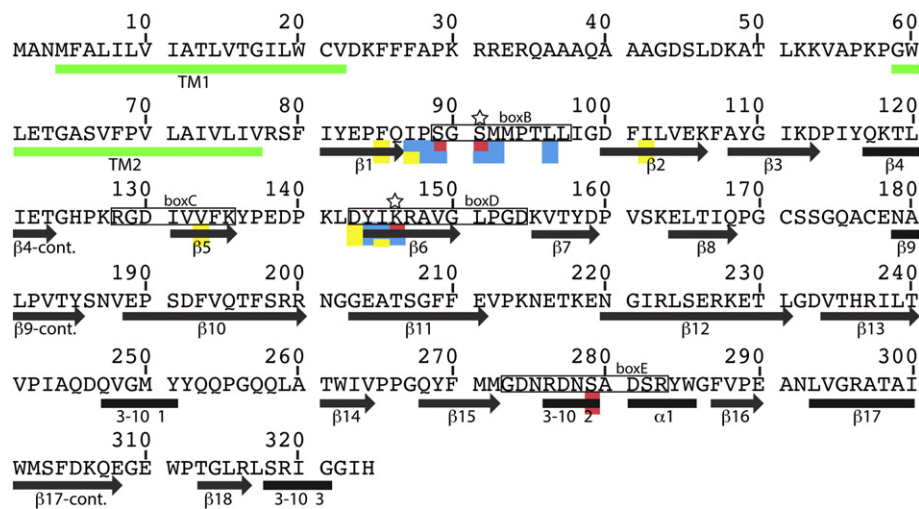 10 20 30 40 50 60
MANMFALILV IATLVTGILW CVDKFFFAPK RRERQAAAQA AAGDSLDKAT LKKVAPKPGW
TM1
70 80 90 100 110 120
boxB
LETGASVFPV LAIVLIVRSF IYEPFQIPSG SMMPTLLIGD FILVEKFAYG IKDPIYQKTL
TM2 β1 β2 β3 β4
130 140 150 160 170 180
boxC boxD
IETGHPKRGD IVVFKYPEDP KLDYIKRAVG LPGDKVTYDP VSKELTIQPG CSSGQACENA
β4-cont. β5 β6 β7 β8 β9
190 200 210 220 230 240
LPVTYSNVEP SDFVQTFSRR NGGEATSGFF EVPKNETKEN GIRLSERKET LGDVTHRILT
β9-cont. β10 β11 β12 β13
250 260 270 280 290 300
boxE
VPIAQDQVGM YYQQPGQQLA TWIVPPGQYF MMGDNRDNSA DSRYWGFVPE ANLVGRATAI
3-10 1 β14 β15 3-10 2 α1 β16 β17
310 320
WMSFDKQEGE WPTGLRLSRI GGIH
β17-cont. β18 3-10 3